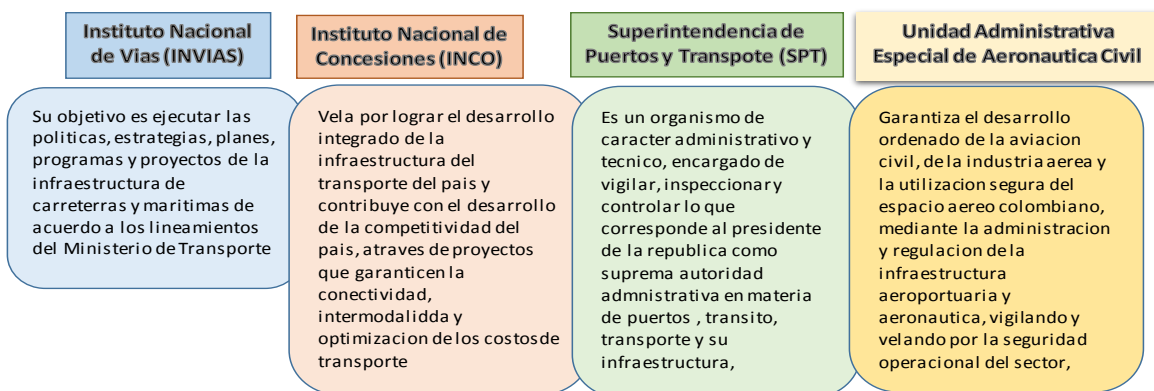 Instituto Nacional
de Vias (INVIAS)
Su objetivo es ejecutar las
politicas, estrategias, planes,
programas y proyectos de la
infraestructura de
carreterras y maritimas de
acuerdo a los lineamientos
del Ministerio de Transporte
Instituto Nacional de
Concesiones (INCO)
Vela por lograr el desarrollo
integrado de la
infraestructura del
transporte del pais y
contribuye con el desarrollo
de la competitividad del
pais, atraves de proyectos
que garanticen la
conectividad,
intermodalidda y
optimizacion de los costos de
transporte
Superintendencia de
Puertos y Transpote (SPT)
Es un organismo de
caracter administrativo y
tecnico, encargado de
vigilar, inspeccionar y
controlar lo que
corresponde al presidente
de la republica como
suprema autoridad
admnistrativa en materia
de puertos , transito,
transporte y su
infraestructura,
Unidad Administrativa
Especial de Aeronautica Civil
Garantiza el desarrollo
ordenado de la aviacion
civil, de la industria aerea y
la utilizacion segura del
espacio aereo colombiano,
mediante la administracion
y regulacion de la
infraestructura
aeroportuaria y
aeronautica, vigilando y
velando por la seguridad
operacional del sector,